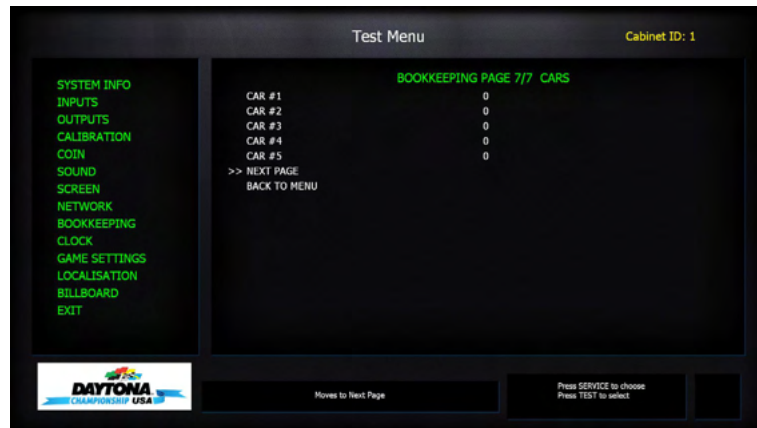 Test Menu
Cabinet ID: 1
SYSTEM INFO
INPUTS
OUTPUTS
CALIBRATION
COIN
SOUND
SCREEN
NETWORK
BOOKKEEPING
CLOCK
GAME SETTINGS
LOCALISATION
BILLBOARD
EXIT
BOOKKEEPING PAGE 7/7 CARS
CAR #1 0
CAR #2 0
CAR #3 0
CAR #4 0
CAR #5 0
>> NEXT PAGE
BACK TO MENU
DAYTONA
CHAMPIONSHIP USA
Moves to Next Page
Press SERVICE to choose
Press TEST to select